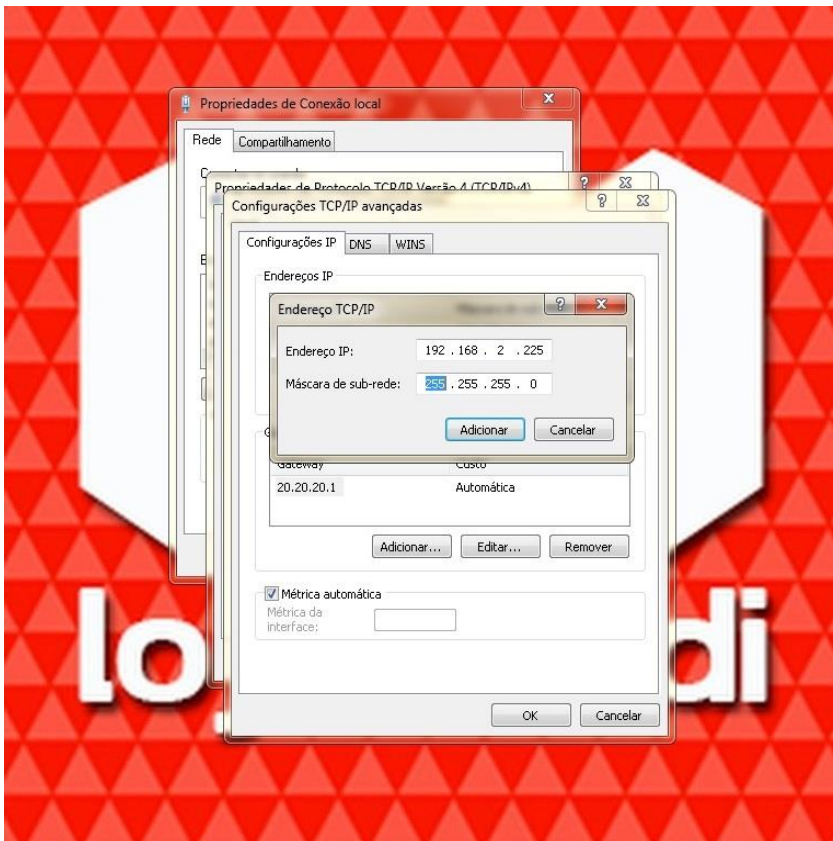 Propriedades de Conexão local
Rede Compartilhamento
Propriedades de Protocolo TCP/IP Versão 4 (TCP/IPv4)
Configurações TCP/IP avançadas
Configurações IP DNS WINS
Endereços IP
Endereço TCP/IP
Endereço IP: 192 . 168 . 2 . 225
Máscara de sub-rede: 255 . 255 . 255 . 0
Adicionar Cancelar
Gateway Custo
20.20.20.1 Automática
Adicionar... Editar... Remover
Métrica automática
Métrica da
interface:
lo di
OK Cancelar